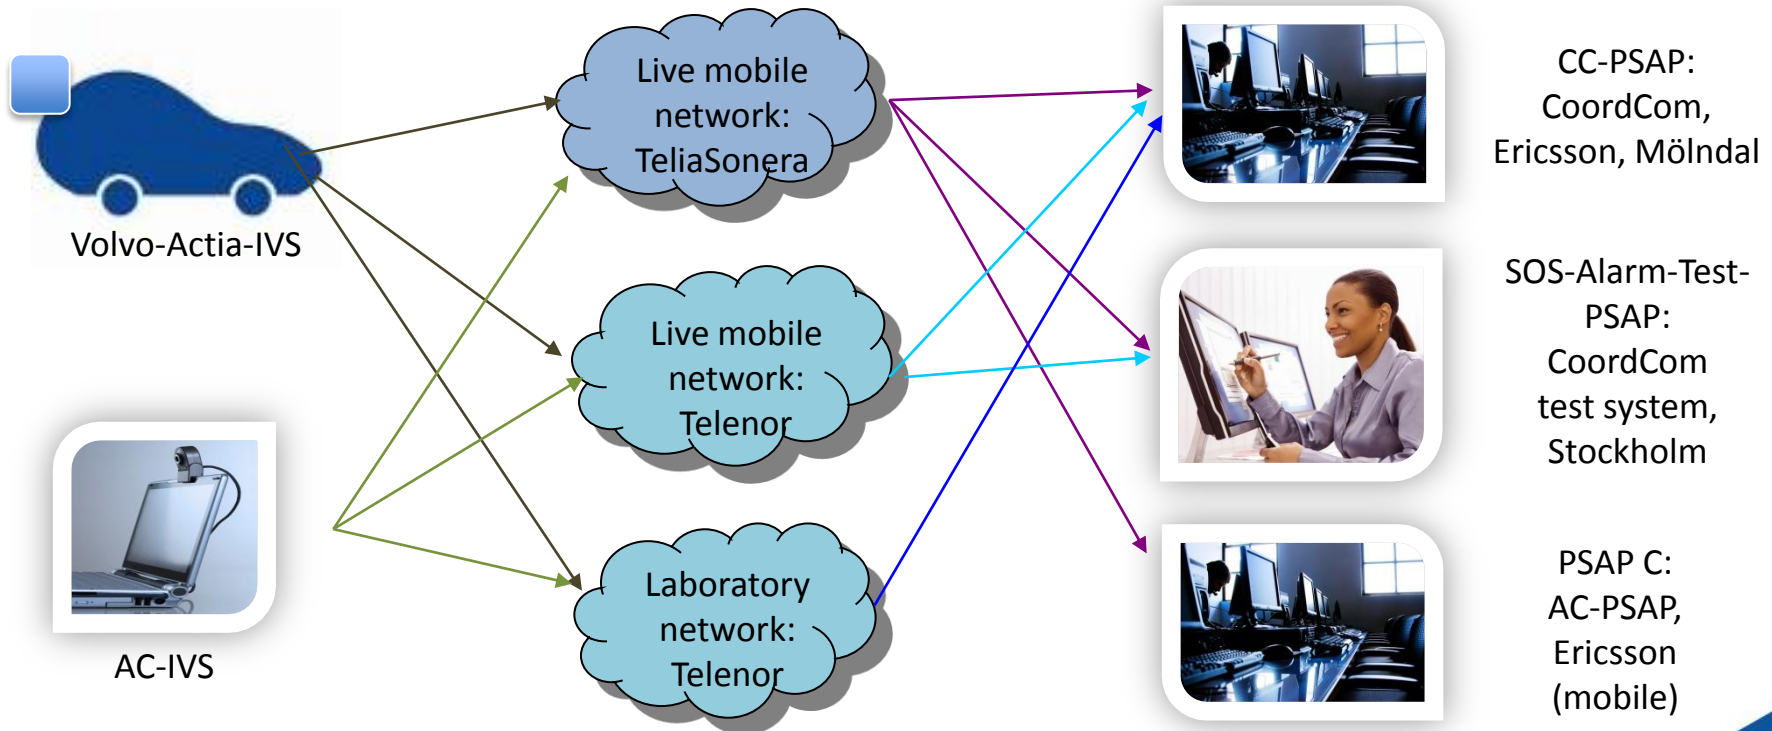 Live mobile
network:
TeliaSonera
CC-PSAP:
CoordCom,
Ericsson, Mölndal
Volvo-Actia-IVS
Live mobile
network:
Telenor
SOS-Alarm-Test-
PSAP:
CoordCom
test system,
Stockholm
AC-IVS
Laboratory
network:
Telenor
PSAP C:
AC-PSAP,
Ericsson
(mobile)